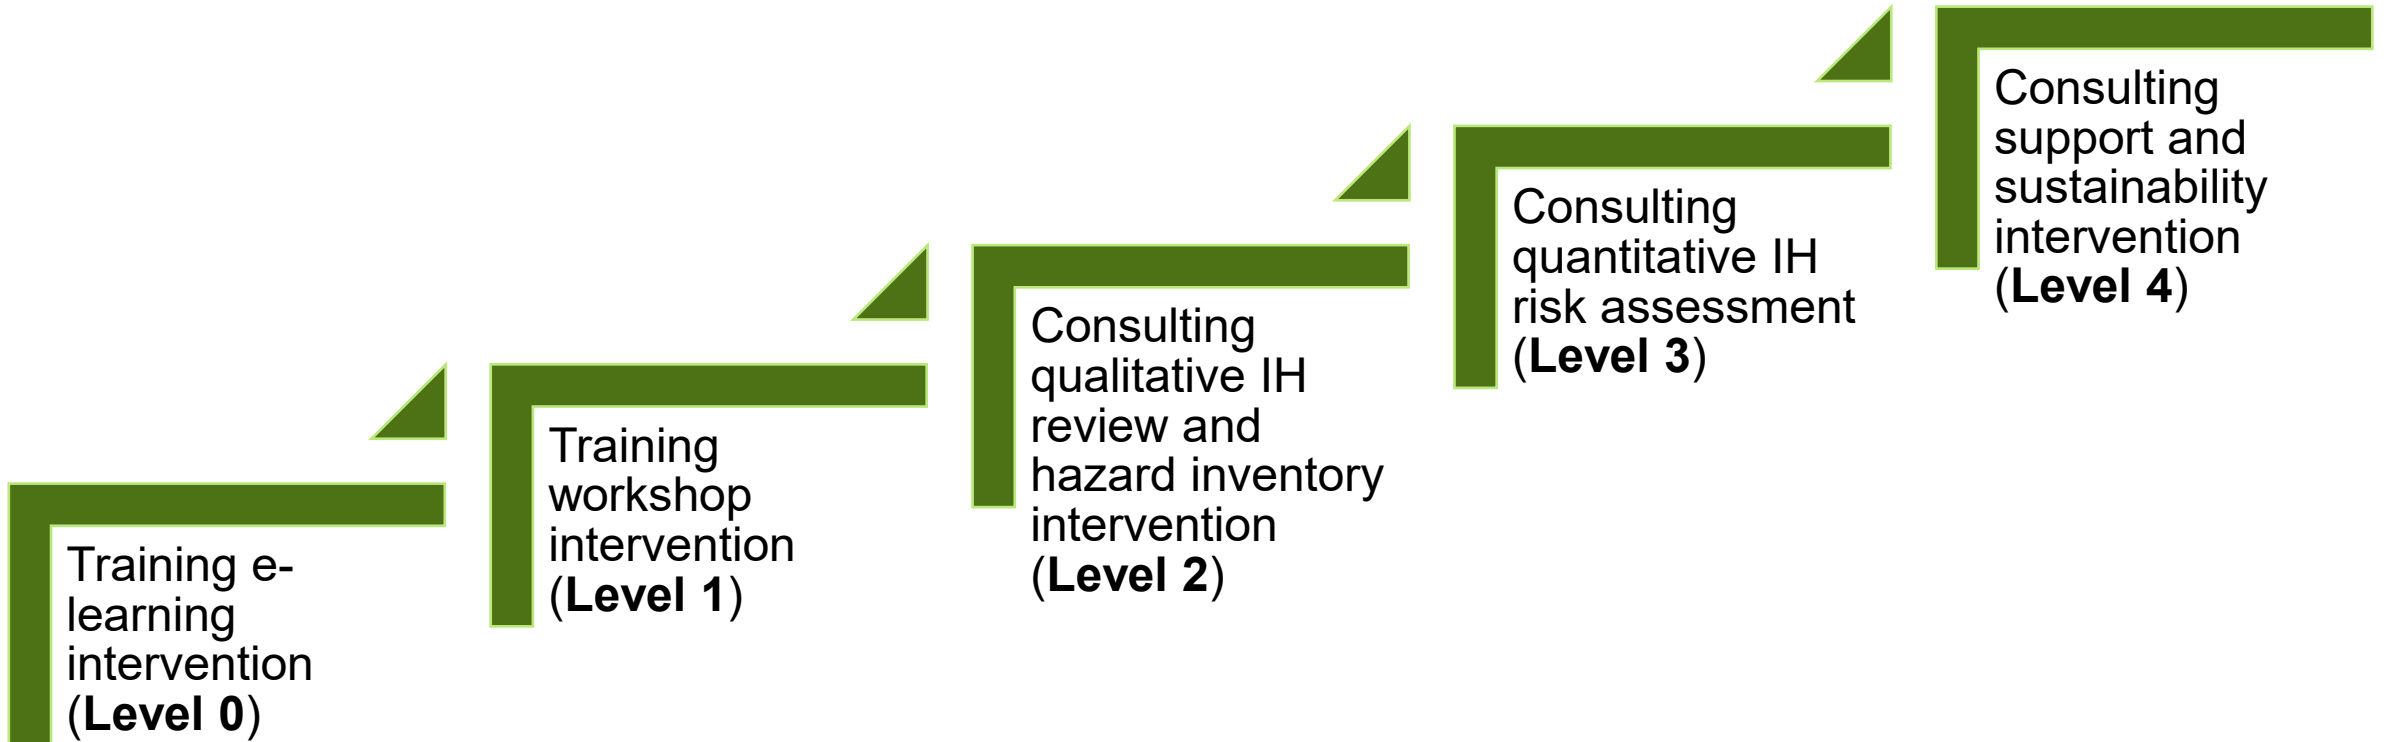 Training e-
learning
intervention
(Level 0)
Training
workshop
intervention
(Level 1)
Consulting
qualitative IH
review and
hazard inventory
intervention
(Level 2)
Consulting
quantitative IH
risk assessment
(Level 3)
Consulting
support and
sustainability
intervention
(Level 4)